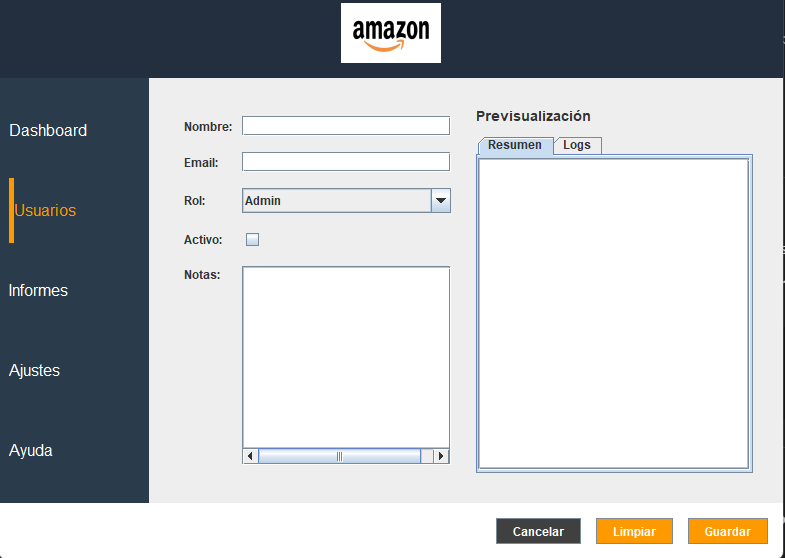 amazon
Dashboard
Usuarios
Informes
Ajustes
Ayuda
Nombre:
Email:
Rol: Admin
Activo:
Notas:
Previsualización
Resumen Logs
Cancelar Limpiar Guardar